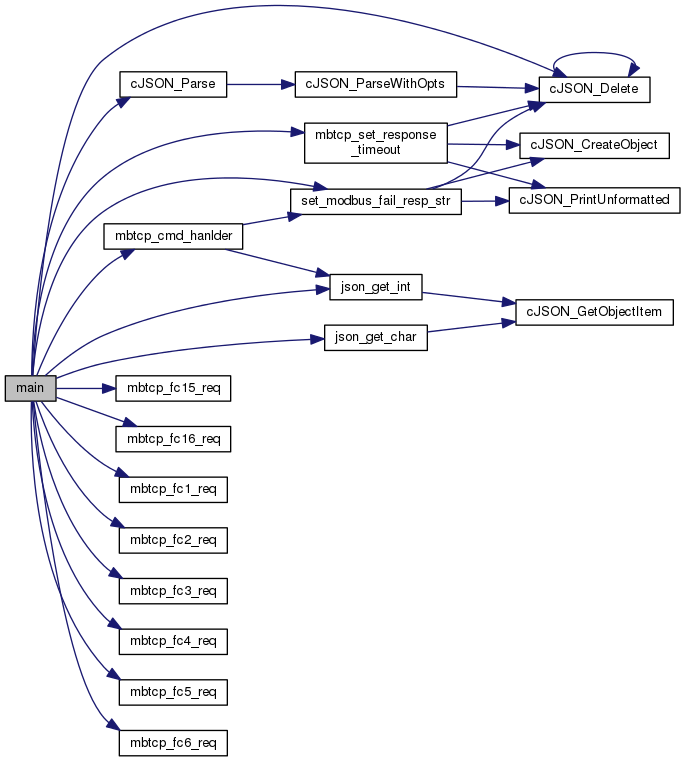 cJSON_Parse
cJSON_ParseWithOpts
cJSON_Delete
mbtcp_set_response
_timeout
cJSON_CreateObject
set_modbus_fail_resp_str
cJSON_PrintUnformatted
mbtcp_cmd_hanlder
json_get_int
cJSON_GetObjectItem
json_get_char
main
mbtcp_fc15_req
mbtcp_fc16_req
mbtcp_fc1_req
mbtcp_fc2_req
mbtcp_fc3_req
mbtcp_fc4_req
mbtcp_fc5_req
mbtcp_fc6_req